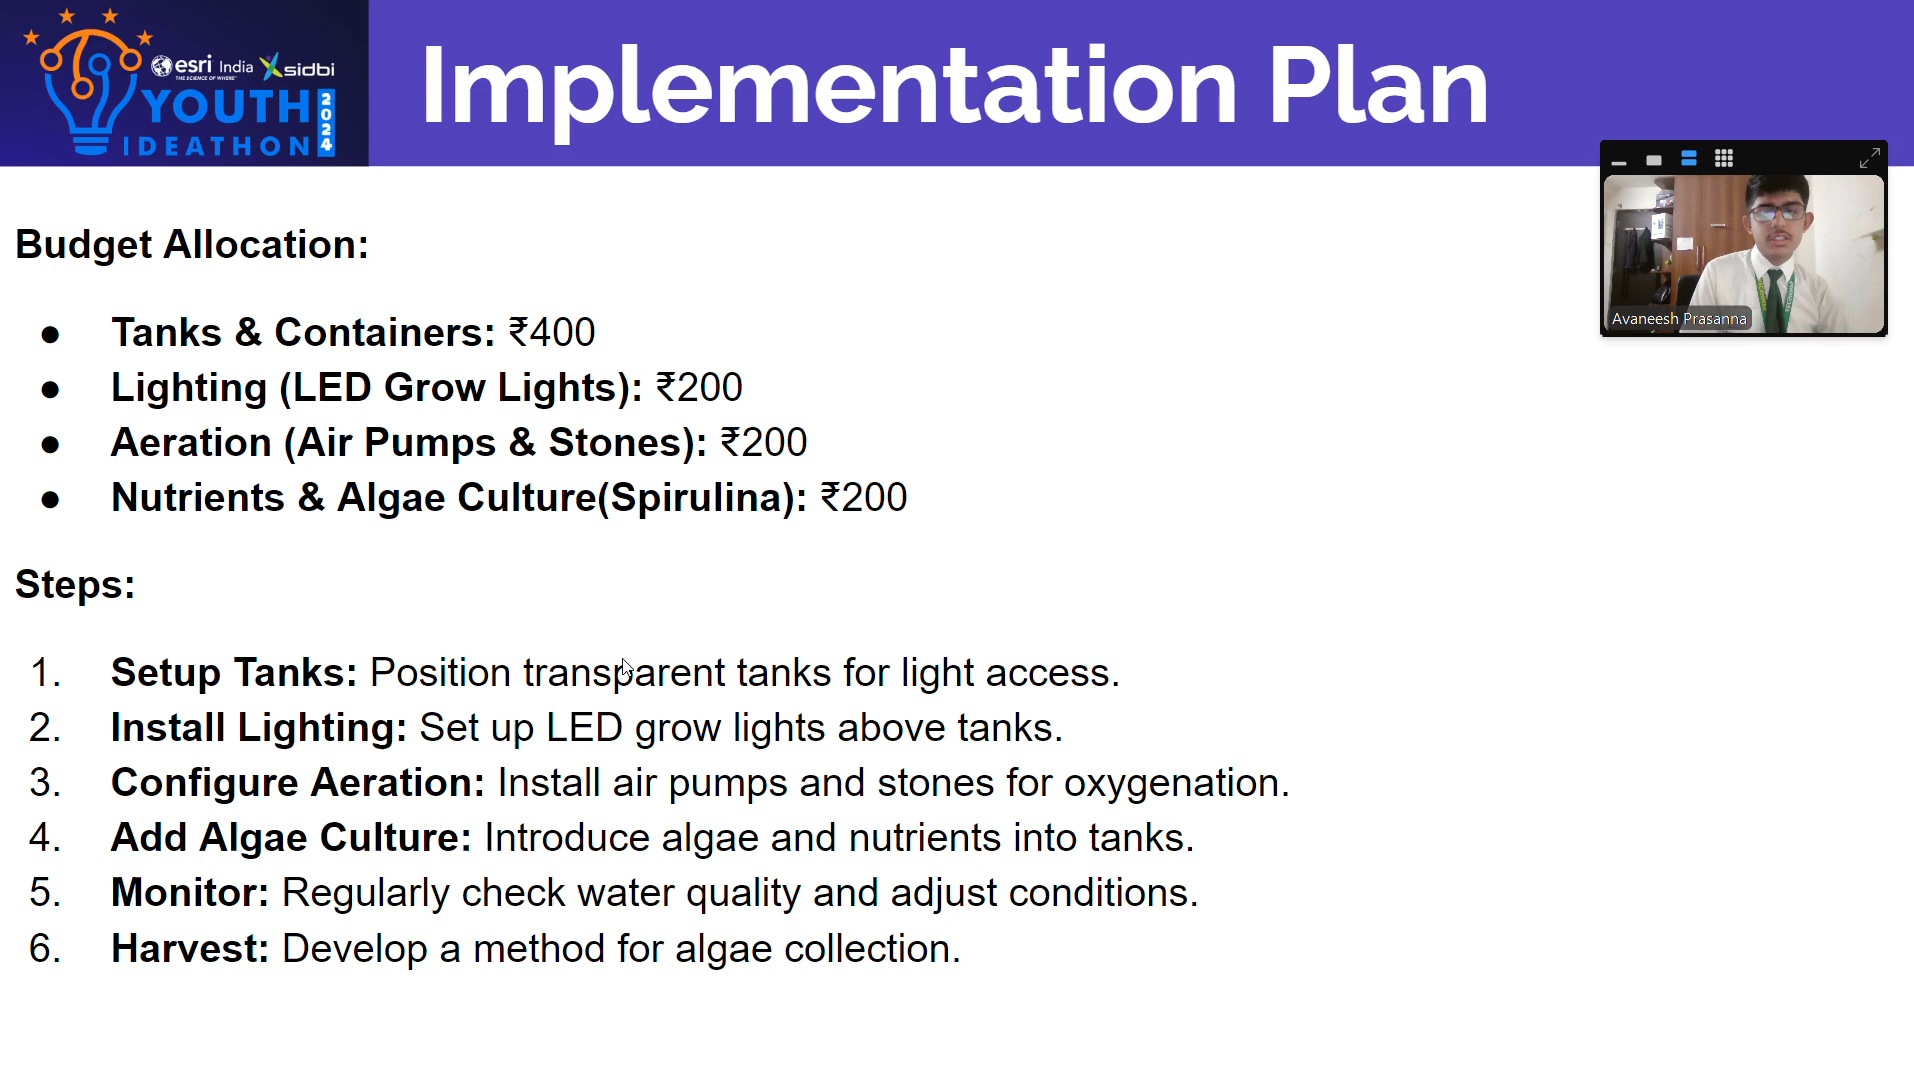 esri India
THE SCIENCE OF WHERE
sidbi
YOUTH
IDEATHON
2024
Implementation Plan
Avaneesh Prasanna
Budget Allocation:
● Tanks & Containers: ₹400
● Lighting (LED Grow Lights): ₹200
● Aeration (Air Pumps & Stones): ₹200
● Nutrients & Algae Culture(Spirulina): ₹200
Steps:
1. Setup Tanks: Position transparent tanks for light access.
2. Install Lighting: Set up LED grow lights above tanks.
3. Configure Aeration: Install air pumps and stones for oxygenation.
4. Add Algae Culture: Introduce algae and nutrients into tanks.
5. Monitor: Regularly check water quality and adjust conditions.
6. Harvest: Develop a method for algae collection.